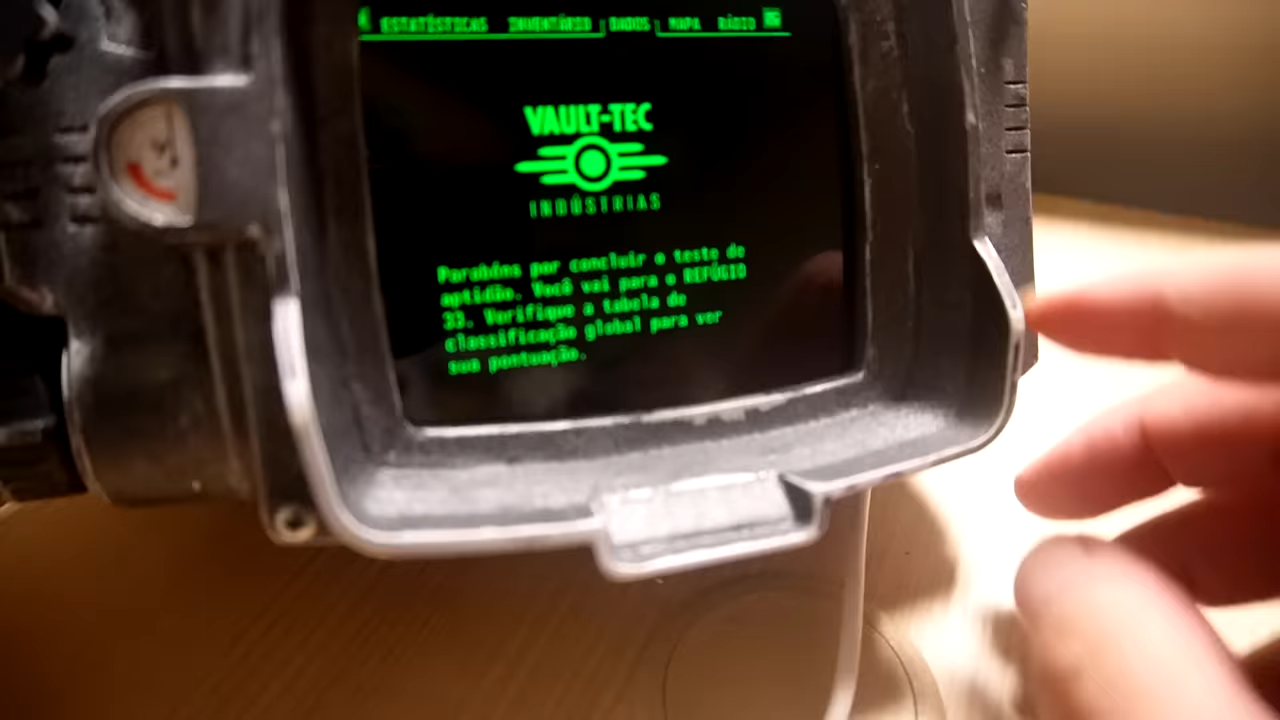 ESTATÍSTICAS INVENTÁRIO DADOS MAPA RÁDIO
VAULT-TEC
INDÚSTRIAS
Parabéns por concluir o teste de
aptidão. Você vai para o REFÚGIO
33. Verifique a tabela de
classificação global para ver
sua pontuação.